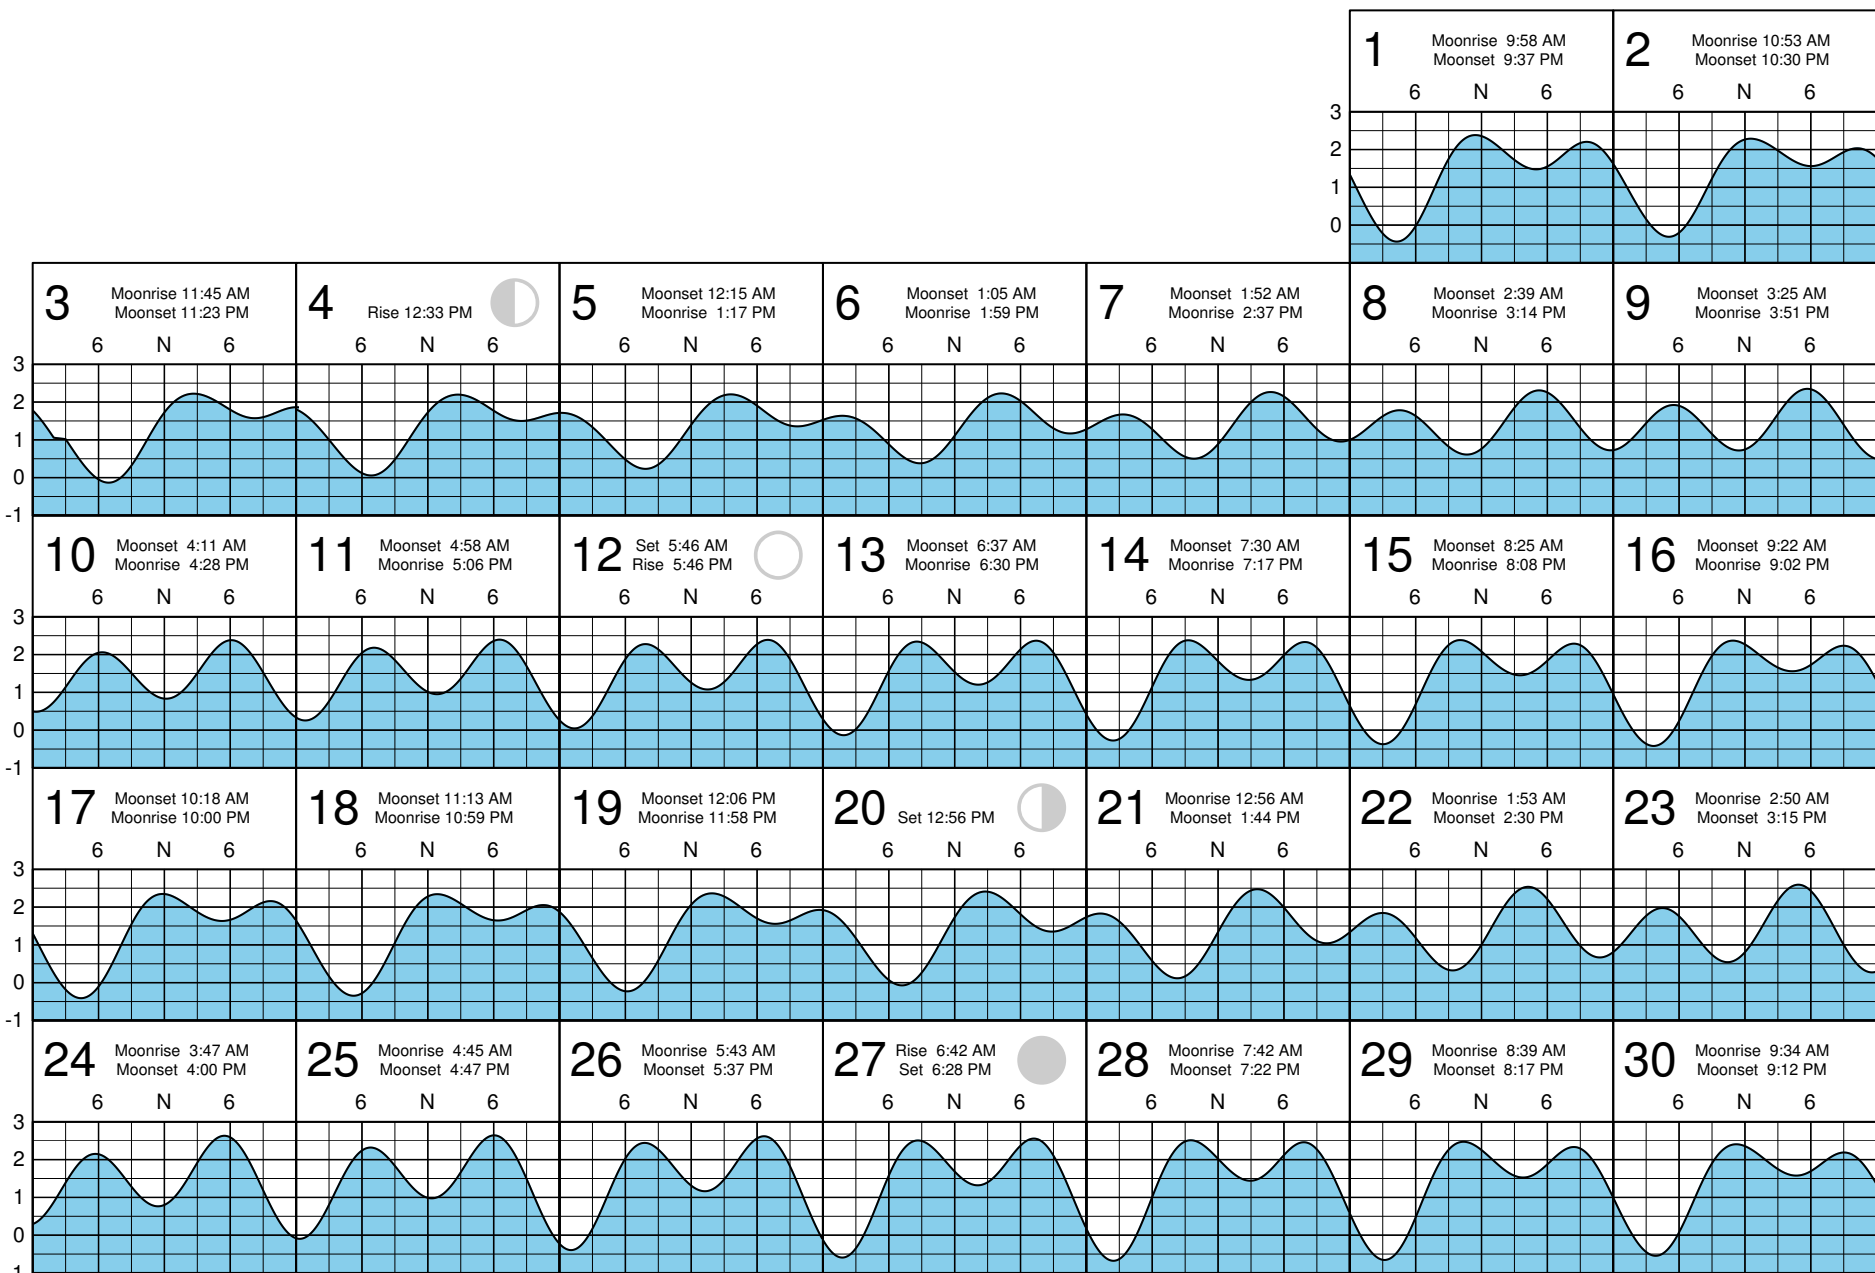 1 Moonrise 9:58 AM
Moonset 9:37 PM
2 Moonrise 10:53 AM
Moonset 10:30 PM
6 N 6 6 N 6
3
2
1
0
3 Moonrise 11:45 AM
Moonset 11:23 PM
4 Rise 12:33 PM
5 Moonset 12:15 AM
Moonrise 1:17 PM
6 Moonset 1:05 AM
Moonrise 1:59 PM
7 Moonset 1:52 AM
Moonrise 2:37 PM
8 Moonset 2:39 AM
Moonrise 3:14 PM
9 Moonset 3:25 AM
Moonrise 3:51 PM
6 N 6 6 N 6 6 N 6 6 N 6 6 N 6 6 N 6 6 N 6
3
2
1
0
-1
10 Moonset 4:11 AM
Moonrise 4:28 PM
11 Moonset 4:58 AM
Moonrise 5:06 PM
12 Set 5:46 AM
Rise 5:46 PM
13 Moonset 6:37 AM
Moonrise 6:30 PM
14 Moonset 7:30 AM
Moonrise 7:17 PM
15 Moonset 8:25 AM
Moonrise 8:08 PM
16 Moonset 9:22 AM
Moonrise 9:02 PM
6 N 6 6 N 6 6 N 6 6 N 6 6 N 6 6 N 6 6 N 6
3
2
1
0
-1
17 Moonset 10:18 AM
Moonrise 10:00 PM
18 Moonset 11:13 AM
Moonrise 10:59 PM
19 Moonset 12:06 PM
Moonrise 11:58 PM
20 Set 12:56 PM
21 Moonrise 12:56 AM
Moonset 1:44 PM
22 Moonrise 1:53 AM
Moonset 2:30 PM
23 Moonrise 2:50 AM
Moonset 3:15 PM
6 N 6 6 N 6 6 N 6 6 N 6 6 N 6 6 N 6 6 N 6
3
2
1
0
-1
24 Moonrise 3:47 AM
Moonset 4:00 PM
25 Moonrise 4:45 AM
Moonset 4:47 PM
26 Moonrise 5:43 AM
Moonset 5:37 PM
27 Rise 6:42 AM
Set 6:28 PM
28 Moonrise 7:42 AM
Moonset 7:22 PM
29 Moonrise 8:39 AM
Moonset 8:17 PM
30 Moonrise 9:34 AM
Moonset 9:12 PM
6 N 6 6 N 6 6 N 6 6 N 6 6 N 6 6 N 6 6 N 6
3
2
1
0